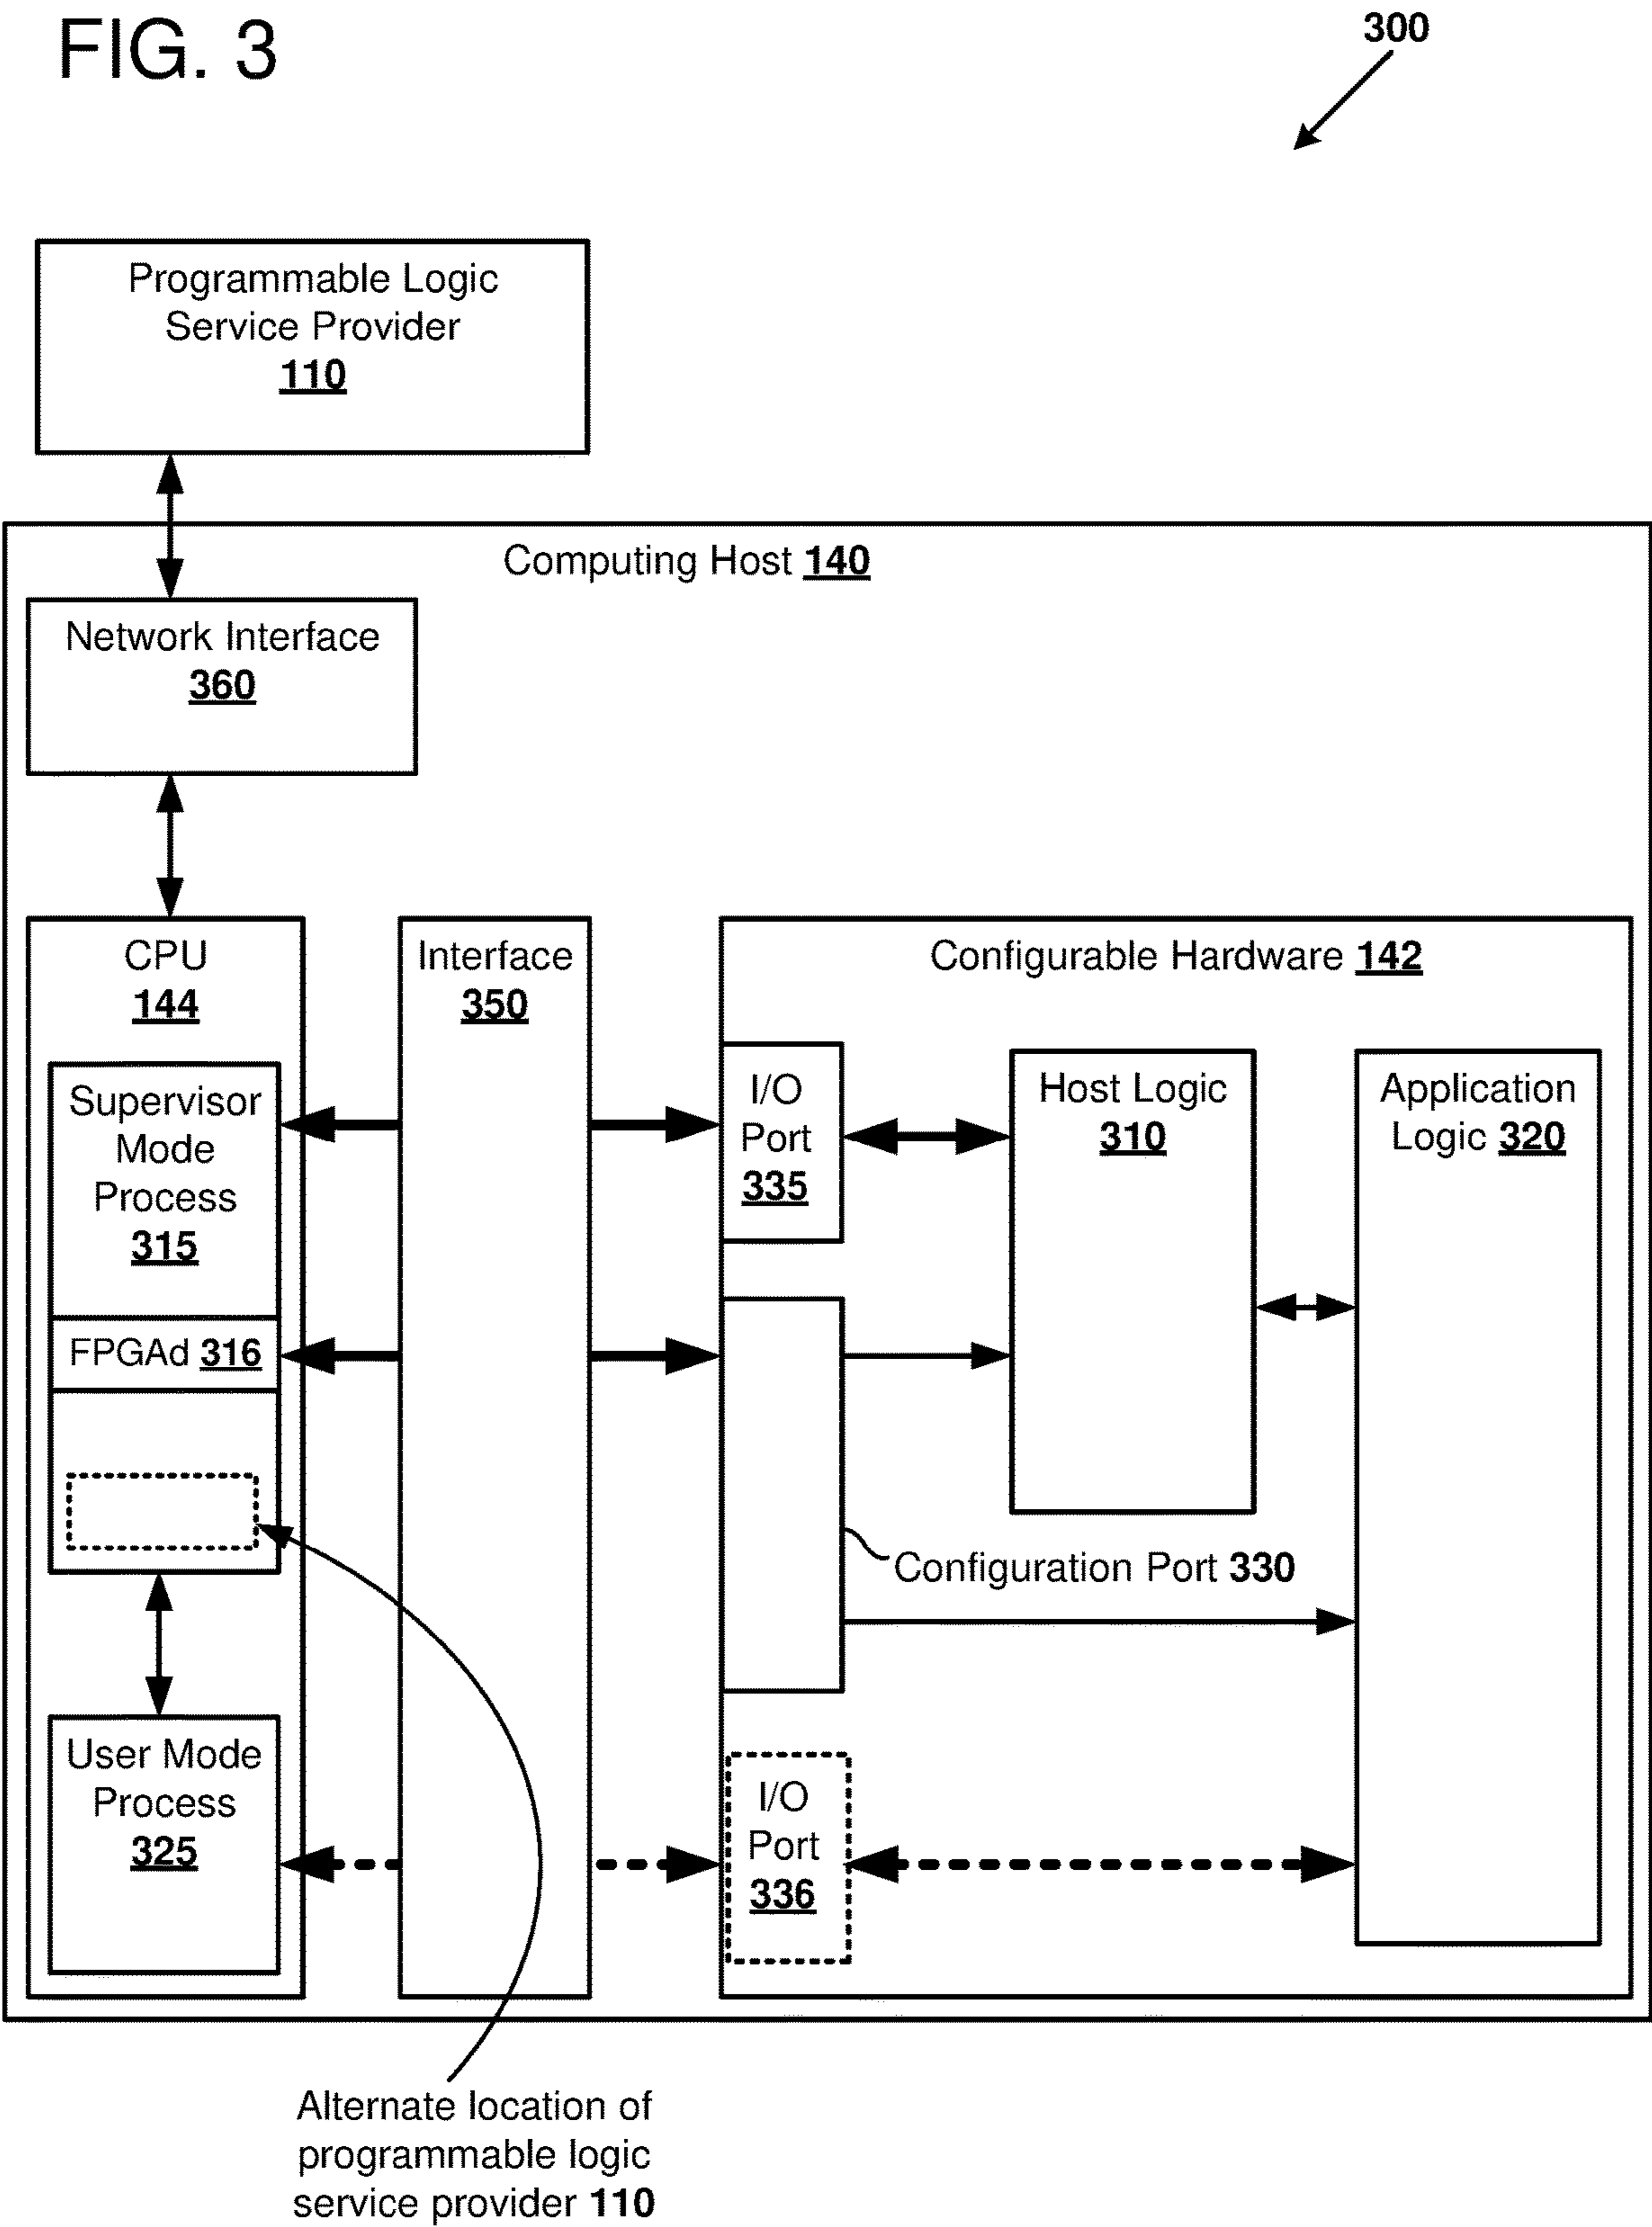 FIG. 3
300
Programmable Logic
Service Provider
110
Computing Host 140
Network Interface
360
CPU
144
Supervisor
Mode
Process
315
FPGAd 316
User Mode
Process
325
Interface
350
Configurable Hardware 142
I/O
Port
335
Host Logic
310
Application
Logic 320
Configuration Port 330
I/O
Port
336
Alternate location of
programmable logic
service provider 110